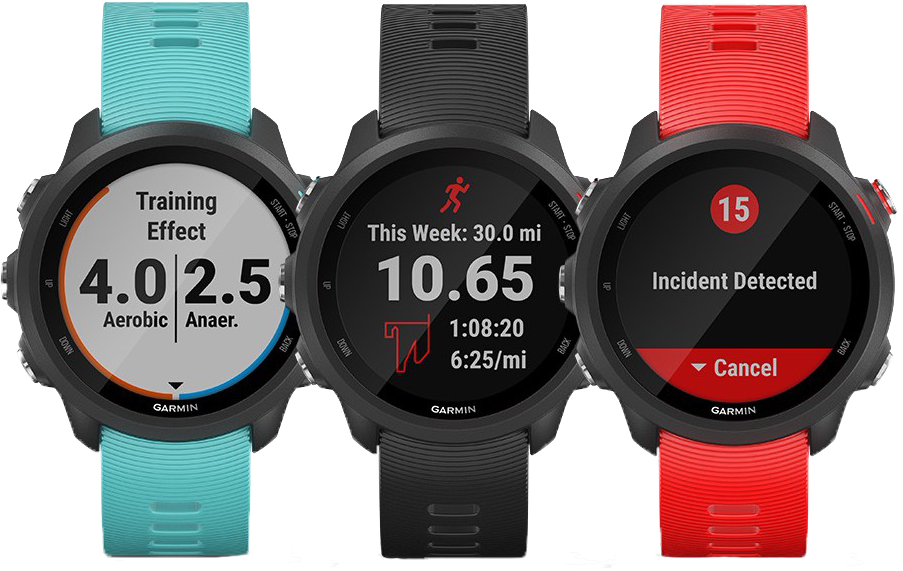 Training
Effect
4.0 2.5
Aerobic Anaer.
LIGHT
START · STOP
UP
DOWN
BACK
GARMIN
This Week: 30.0 mi
10.65
1:08:20
6:25/mi
LIGHT
START · STOP
UP
DOWN
BACK
GARMIN
15
Incident Detected
Cancel
LIGHT
START · STOP
UP
DOWN
BACK
GARMIN